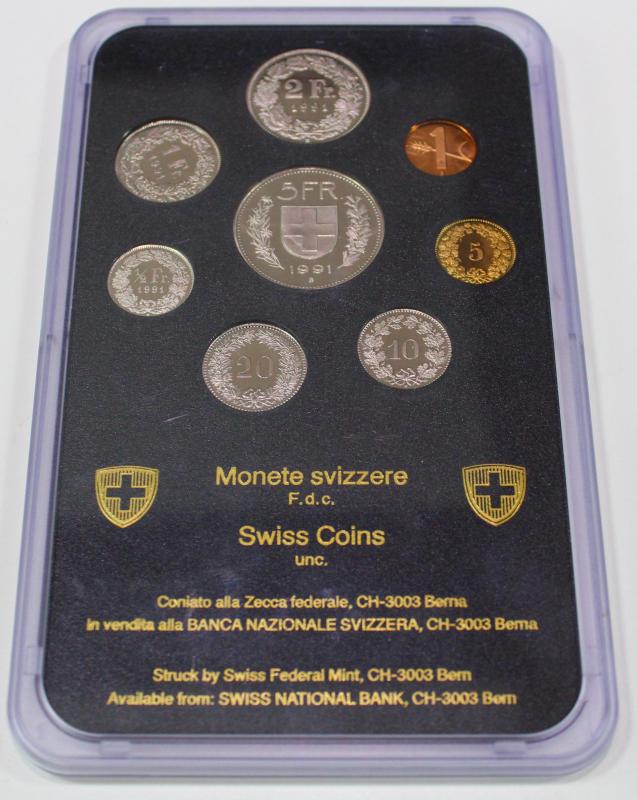 2 Fr.
1991
1
1 Fr.
1991
5 FR.
1991
B
5
½ Fr.
1991
20
10
Monete svizzere
F.d.c.
Swiss Coins
unc.
Coniato alla Zecca federale, CH-3003 Berna
in vendita alla BANCA NAZIONALE SVIZZERA, CH-3003 Berna
Struck by Swiss Federal Mint, CH-3003 Bern
Available from: SWISS NATIONAL BANK, CH-3003 Bern